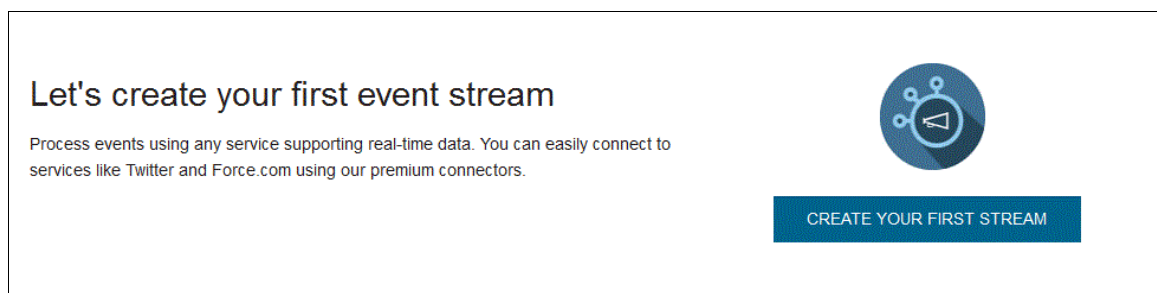 Let's create your first event stream
Process events using any service supporting real-time data. You can easily connect to
services like Twitter and Force.com using our premium connectors.
CREATE YOUR FIRST STREAM